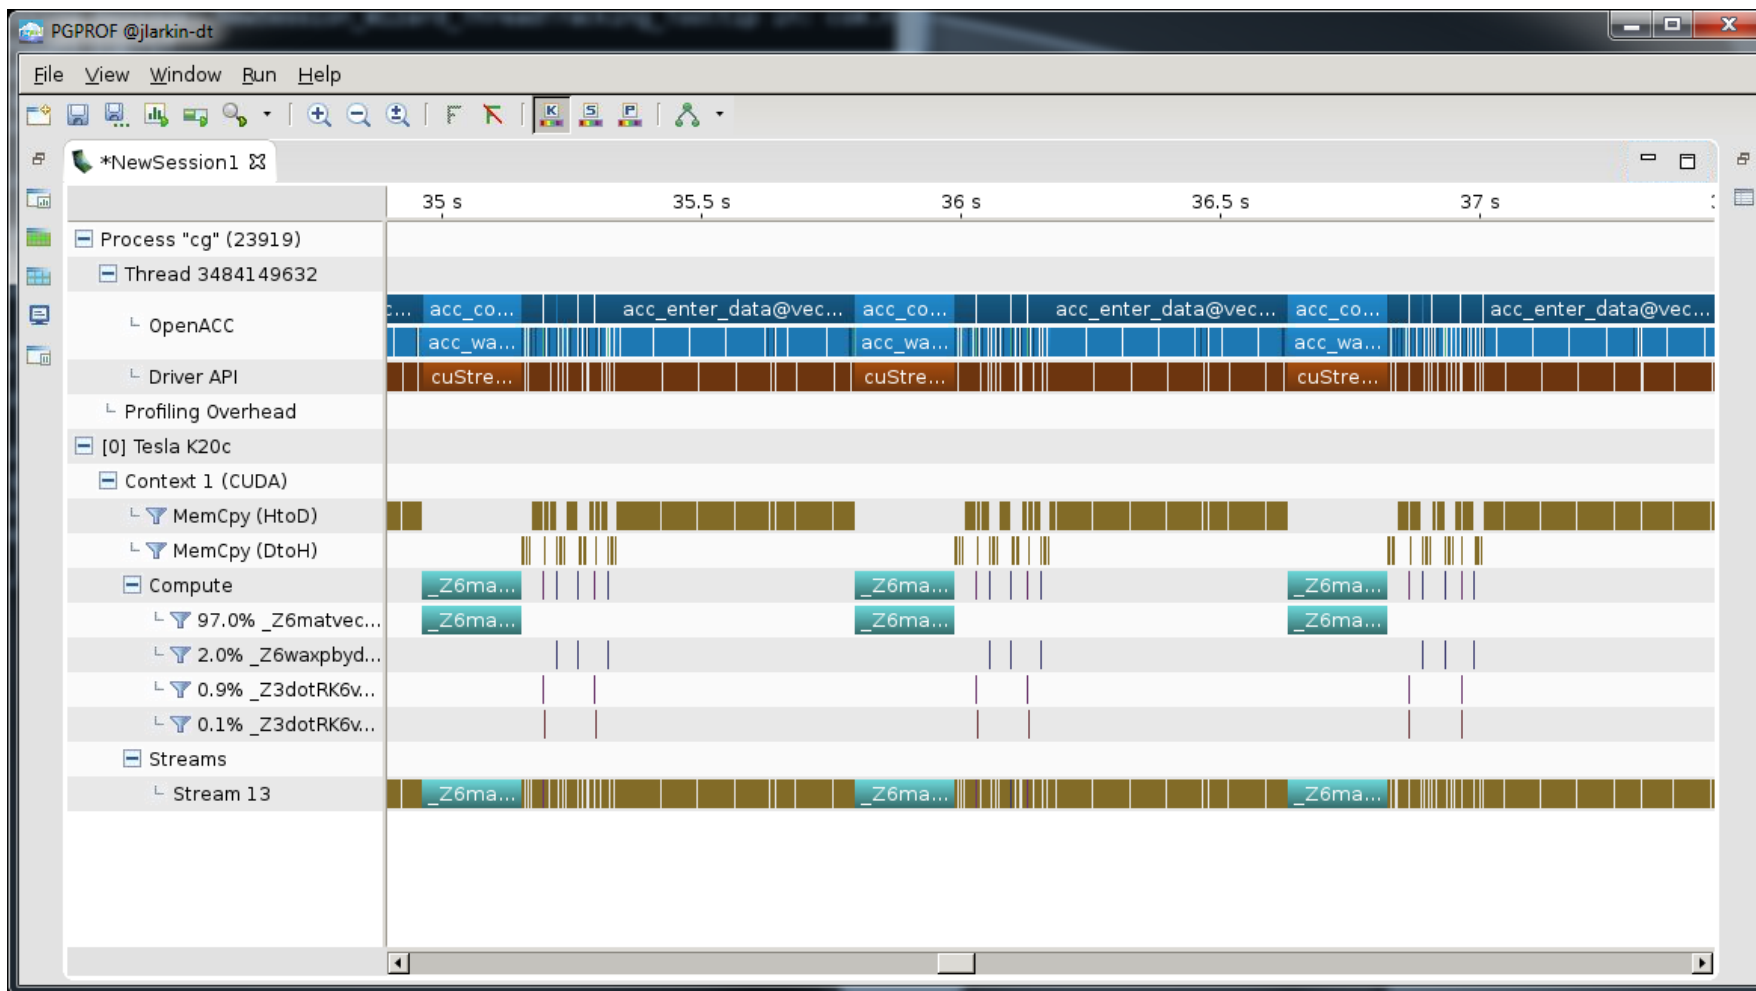 PGPROF @jlarkin-dt
File View Window Run Help
K S P
*NewSession1
35 s 35.5 s 36 s 36.5 s 37 s
Process "cg" (23919)
Thread 3484149632
OpenACC
acc_co... acc_enter_data@vec... acc_co... acc_enter_data@vec... acc_co... acc_enter_data@vec...
acc_wa... acc_wa... acc_wa...
Driver API cuStre... cuStre... cuStre...
Profiling Overhead
[0] Tesla K20c
Context 1 (CUDA)
MemCpy (HtoD)
MemCpy (DtoH)
Compute _Z6ma... _Z6ma... _Z6ma...
97.0% _Z6matvec... _Z6ma... _Z6ma... _Z6ma...
2.0% _Z6waxpbyd...
0.9% _Z3dotRK6v...
0.1% _Z3dotRK6v...
Streams
Stream 13 _Z6ma... _Z6ma... _Z6ma...